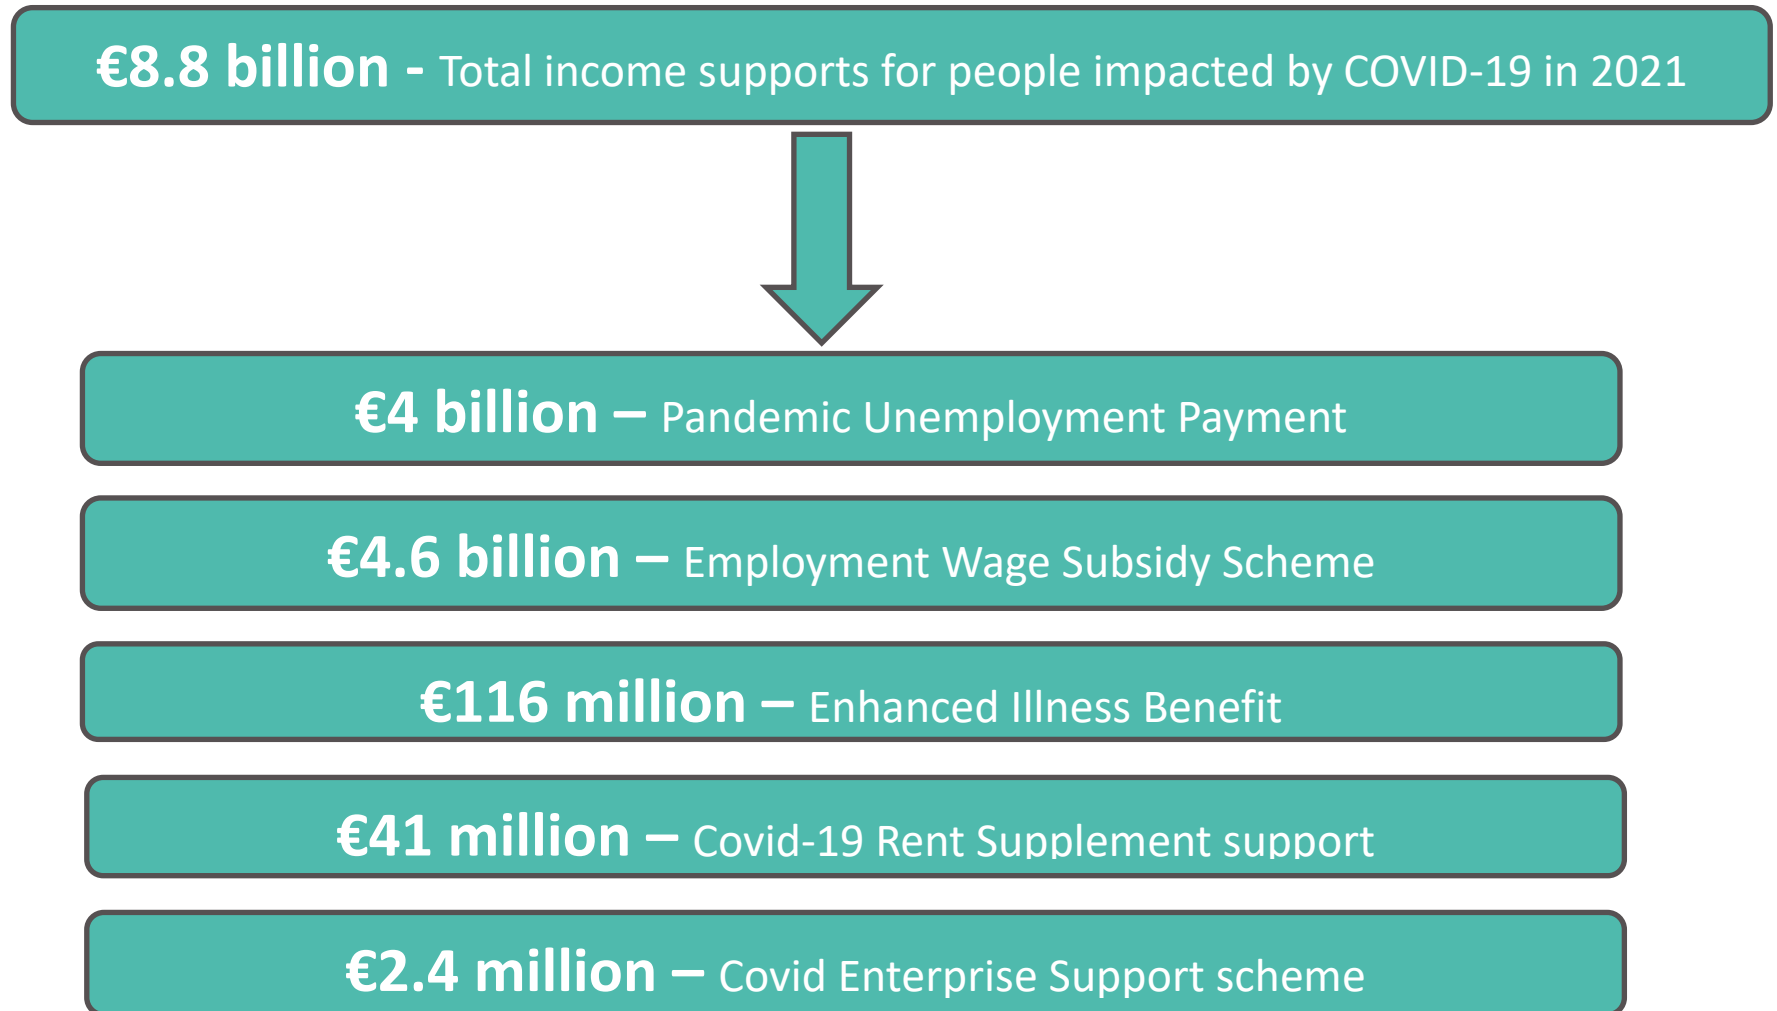 €8.8 billion - Total income supports for people impacted by COVID-19 in 2021
€4 billion – Pandemic Unemployment Payment
€4.6 billion – Employment Wage Subsidy Scheme
€116 million – Enhanced Illness Benefit
€41 million – Covid-19 Rent Supplement support
€2.4 million – Covid Enterprise Support scheme